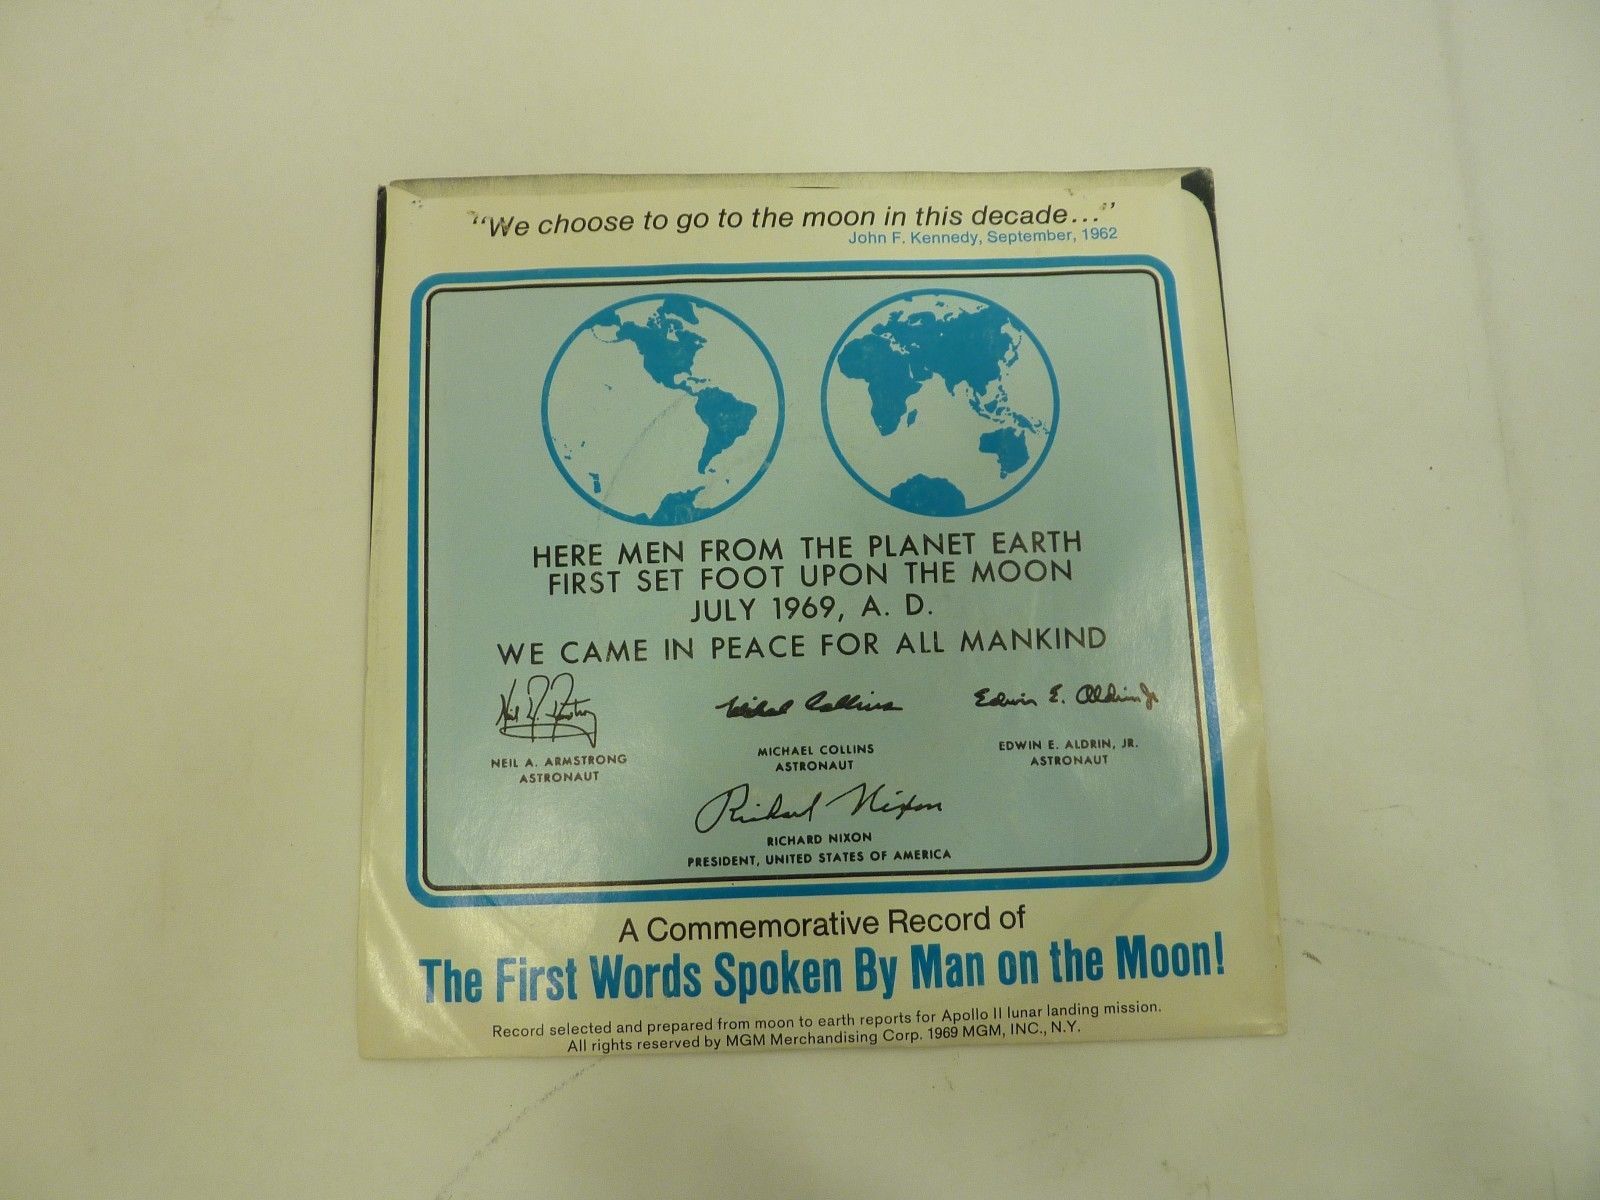 "We choose to go to the moon in this decade..."
John F. Kennedy, September, 1962
HERE MEN FROM THE PLANET EARTH
FIRST SET FOOT UPON THE MOON
JULY 1969, A. D.
WE CAME IN PEACE FOR ALL MANKIND
Neil A. Armstrong
NEIL A. ARMSTRONG
ASTRONAUT
Michael Collins
MICHAEL COLLINS
ASTRONAUT
Edwin E. Aldrin Jr
EDWIN E. ALDRIN, JR.
ASTRONAUT
Richard Nixon
RICHARD NIXON
PRESIDENT, UNITED STATES OF AMERICA
A Commemorative Record of
The First Words Spoken By Man on the Moon!
Record selected and prepared from moon to earth reports for Apollo II lunar landing mission.
All rights reserved by MGM Merchandising Corp. 1969 MGM, INC., N.Y.